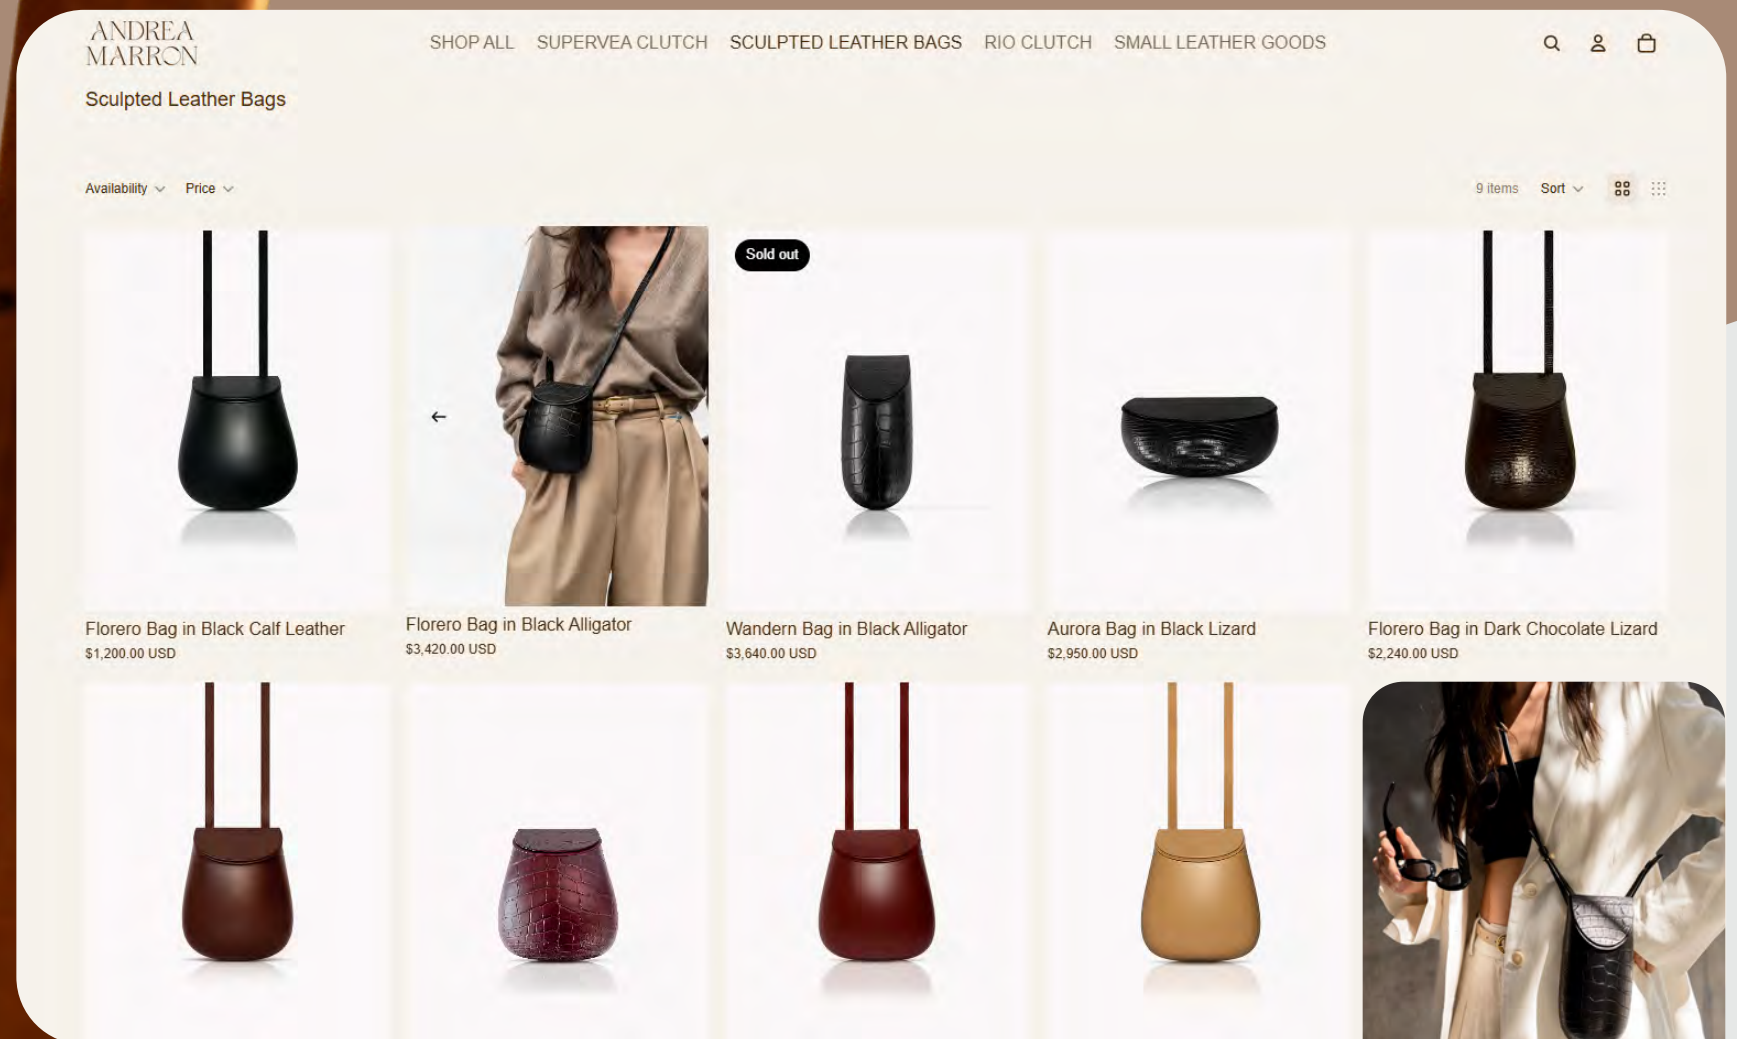 ANDREA
MARRON
SHOP ALL SUPERVEA CLUTCH SCULPTED LEATHER BAGS RIO CLUTCH SMALL LEATHER GOODS
Sculpted Leather Bags
Availability Price 9 items Sort
Sold out
Florero Bag in Black Calf Leather
$1,200.00 USD
Florero Bag in Black Alligator
$3,420.00 USD
Wandern Bag in Black Alligator
$3,640.00 USD
Aurora Bag in Black Lizard
$2,950.00 USD
Florero Bag in Dark Chocolate Lizard
$2,240.00 USD